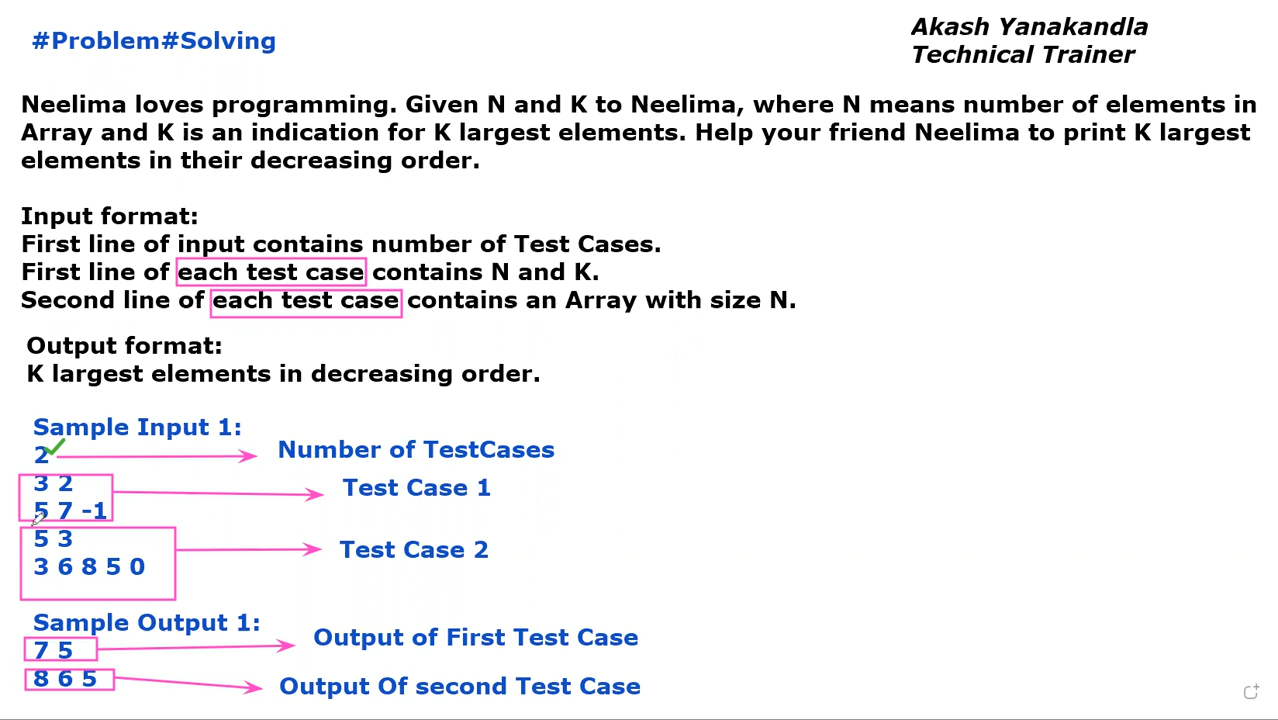 #Problem#Solving
Akash Yanakandla
Technical Trainer
Neelima loves programming. Given N and K to Neelima, where N means number of elements in
Array and K is an indication for K largest elements. Help your friend Neelima to print K largest
elements in their decreasing order.
Input format:
First line of input contains number of Test Cases.
First line of each test case contains N and K.
Second line of each test case contains an Array with size N.
Output format:
K largest elements in decreasing order.
Sample Input 1:
2
Number of TestCases
3 2
Test Case 1
5 7 -1
5 3
Test Case 2
3 6 8 5 0
Sample Output 1:
7 5
Output of First Test Case
8 6 5
Output Of second Test Case